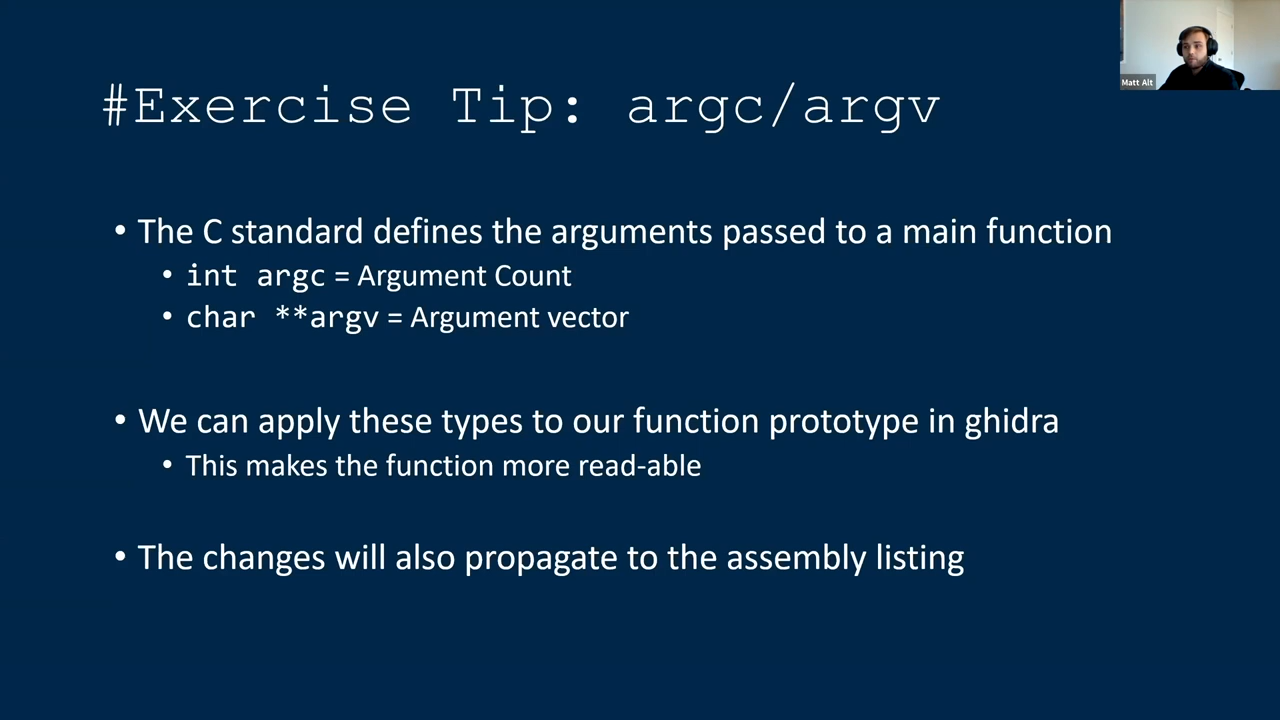 Matt Alt
#Exercise Tip: argc/argv
• The C standard defines the arguments passed to a main function
• int argc = Argument Count
• char **argv = Argument vector
• We can apply these types to our function prototype in ghidra
• This makes the function more read-able
• The changes will also propagate to the assembly listing